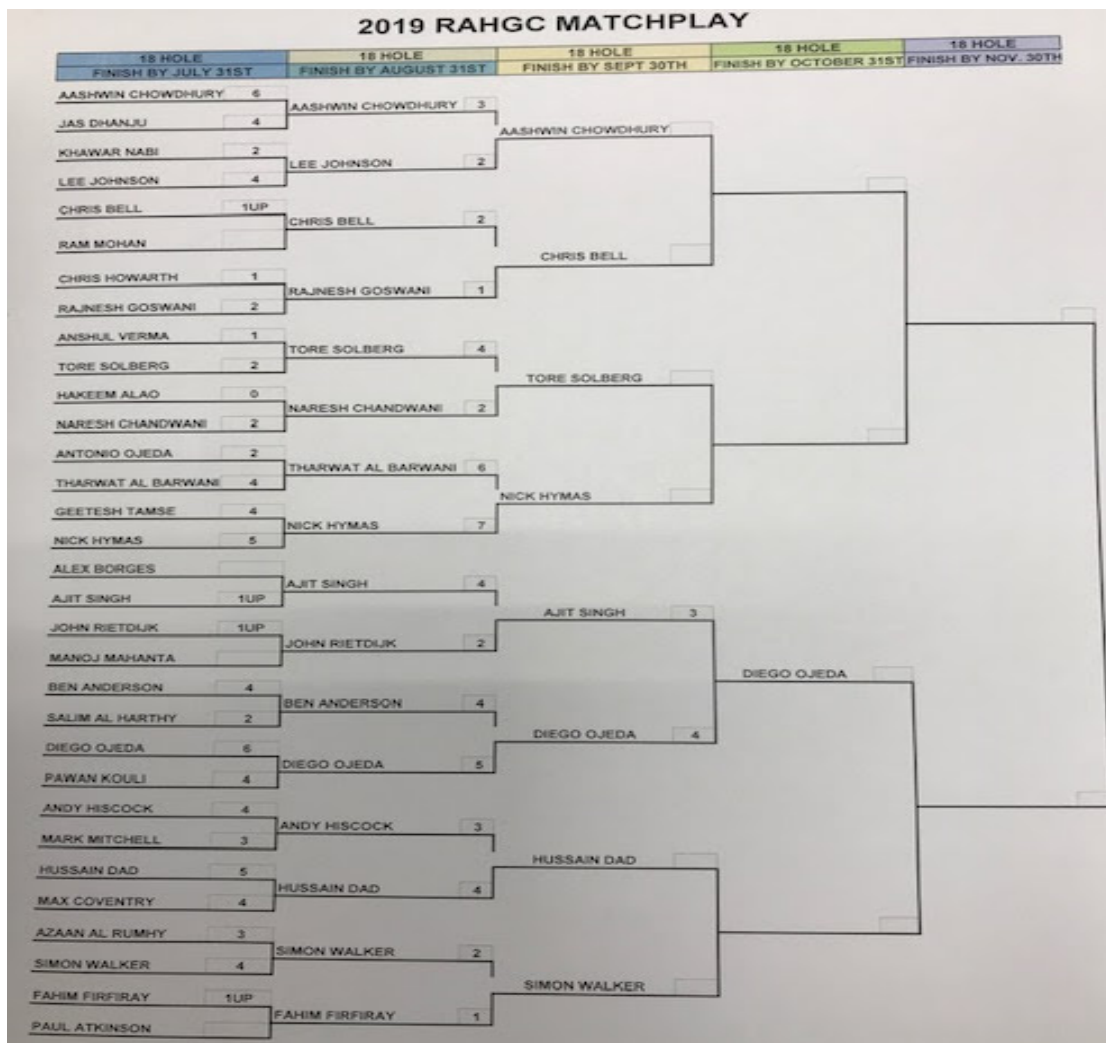 2019 RAHGC MATCHPLAY
18 HOLE 18 HOLE 18 HOLE 18 HOLE 18 HOLE
FINISH BY JULY 31ST FINISH BY AUGUST 31ST FINISH BY SEPT 30TH FINISH BY OCTOBER 31ST FINISH BY NOV. 30TH
AASHWIN CHOWDHURY 6
JAS DHANJU 4
KHAWAR NABI 2
LEE JOHNSON 4
CHRIS BELL 1UP
RAM MOHAN
CHRIS HOWARTH 1
RAJNESH GOSWANI 2
ANSHUL VERMA 1
TORE SOLBERG 2
HAKEEM ALAO 0
NARESH CHANDWANI 2
ANTONIO OJEDA 2
THARWAT AL BARWANI 4
GEETESH TAMSE 4
NICK HYMAS 5
ALEX BORGES
AJIT SINGH 1UP
JOHN RIETDIJK 1UP
MANOJ MAHANTA
BEN ANDERSON 4
SALIM AL HARTHY 2
DIEGO OJEDA 6
PAWAN KOULI 4
ANDY HISCOCK 4
MARK MITCHELL 3
HUSSAIN DAD 5
MAX COVENTRY 4
AZAAN AL RUMHY 3
SIMON WALKER 4
FAHIM FIRFIRAY 1UP
PAUL ATKINSON
AASHWIN CHOWDHURY 3
LEE JOHNSON 2
CHRIS BELL 2
RAJNESH GOSWANI 1
TORE SOLBERG 4
NARESH CHANDWANI 2
THARWAT AL BARWANI 6
NICK HYMAS 7
AJIT SINGH 4
JOHN RIETDIJK 2
BEN ANDERSON 4
DIEGO OJEDA 5
ANDY HISCOCK 3
HUSSAIN DAD 4
SIMON WALKER 2
FAHIM FIRFIRAY 1
AASHWIN CHOWDHURY
CHRIS BELL
TORE SOLBERG
NICK HYMAS
AJIT SINGH 3
DIEGO OJEDA 4
HUSSAIN DAD
SIMON WALKER
DIEGO OJEDA